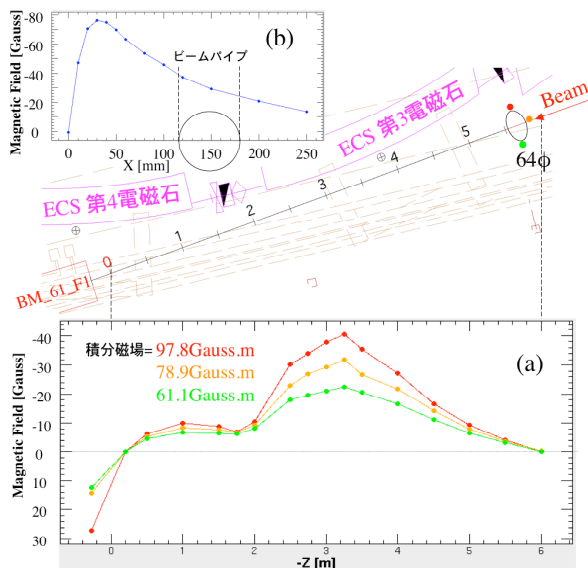 -80
-60
-40
-20
0
Magnetic Field [Gauss]
(b)
ビームパイプ
0 50 100 150 200 250 300
X [mm]
ECS 第3電磁石
ECS 第4電磁石
Beam
64φ
0 1 2 3 4 5
BM_61_F1
積分磁場= 97.8Gauss.m
78.9Gauss.m
61.1Gauss.m
(a)
-40
-30
-20
-10
0
10
20
30
Magnetic Field [Gauss]
0 1 2 3 4 5 6
-Z [m]